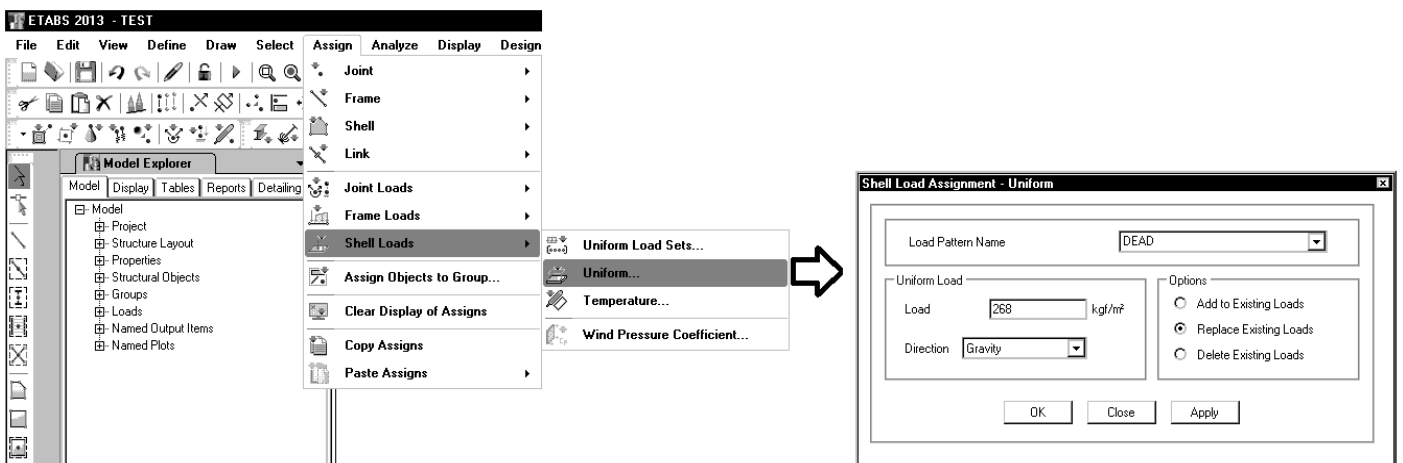 ETABS 2013 - TEST
File Edit View Define Draw Select Assign Analyze Display Design
Joint
Frame
Shell
Link
Joint Loads
Frame Loads
Shell Loads
Assign Objects to Group...
Clear Display of Assigns
Copy Assigns
Paste Assigns
Model Explorer
Model Display Tables Reports Detailing
Model
Project
Structure Layout
Properties
Structural Objects
Groups
Loads
Named Output Items
Named Plots
Uniform Load Sets...
Uniform...
Temperature...
Wind Pressure Coefficient...
Shell Load Assignment - Uniform
Load Pattern Name DEAD
Uniform Load
Load 268 kgf/m²
Direction Gravity
Options
Add to Existing Loads
Replace Existing Loads
Delete Existing Loads
OK Close Apply